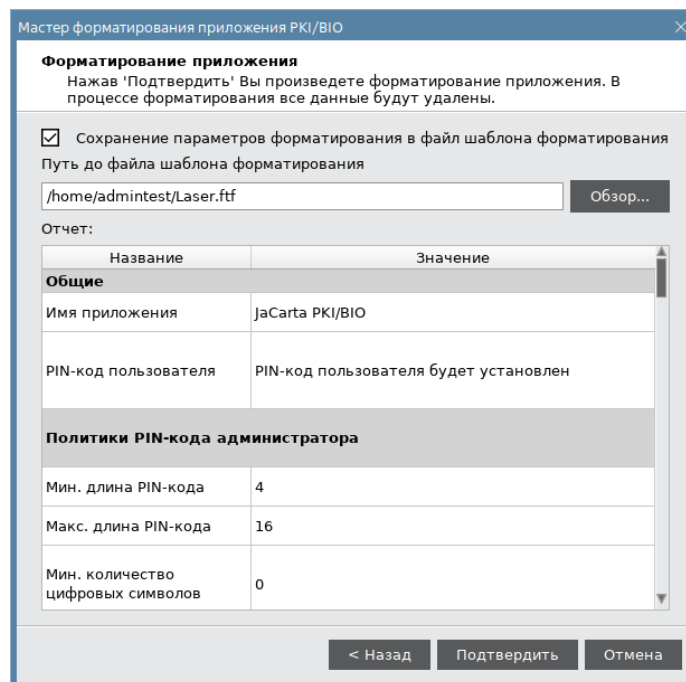 Мастер форматирования приложения PKI/BIO
Форматирование приложения
Нажав 'Подтвердить' Вы произведете форматирование приложения. В
процессе форматирования все данные будут удалены.
Сохранение параметров форматирования в файл шаблона форматирования
Путь до файла шаблона форматирования
/home/admintest/Laser.ftf
Обзор...
Отчет:
Название Значение
Общие
Имя приложения JaCarta PKI/BIO
PIN-код пользователя PIN-код пользователя будет установлен
Политики PIN-кода администратора
Мин. длина PIN-кода 4
Макс. длина PIN-кода 16
Мин. количество
цифровых символов 0
< Назад Подтвердить Отмена